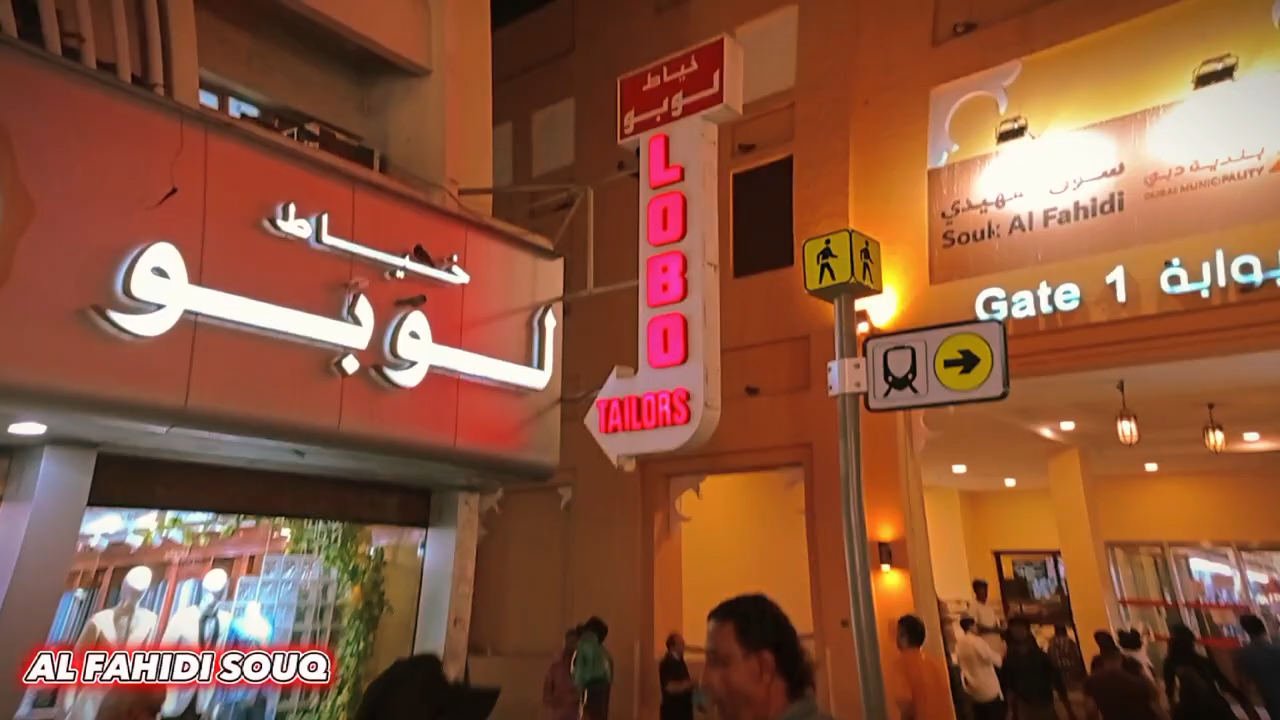 خياط
لوبو
خياط
لوبو
LOBO
TAILORS
سوق الفهيدي
Souk Al Fahidi
بلدية دبي
DUBAI MUNICIPALITY
Gate 1 بوابة
AL FAHIDI SOUQ